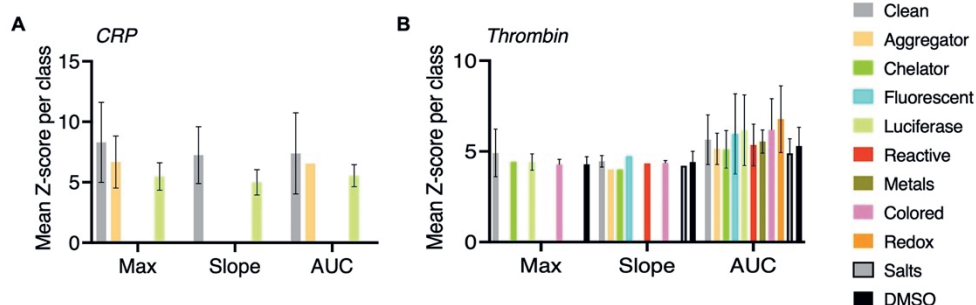 A
CRP
Mean Z-score per class
15
10
5
0
Max Slope AUC
B
Thrombin
Mean Z-score per class
10
5
0
Max Slope AUC
Clean
Aggregator
Chelator
Fluorescent
Luciferase
Reactive
Metals
Colored
Redox
Salts
DMSO